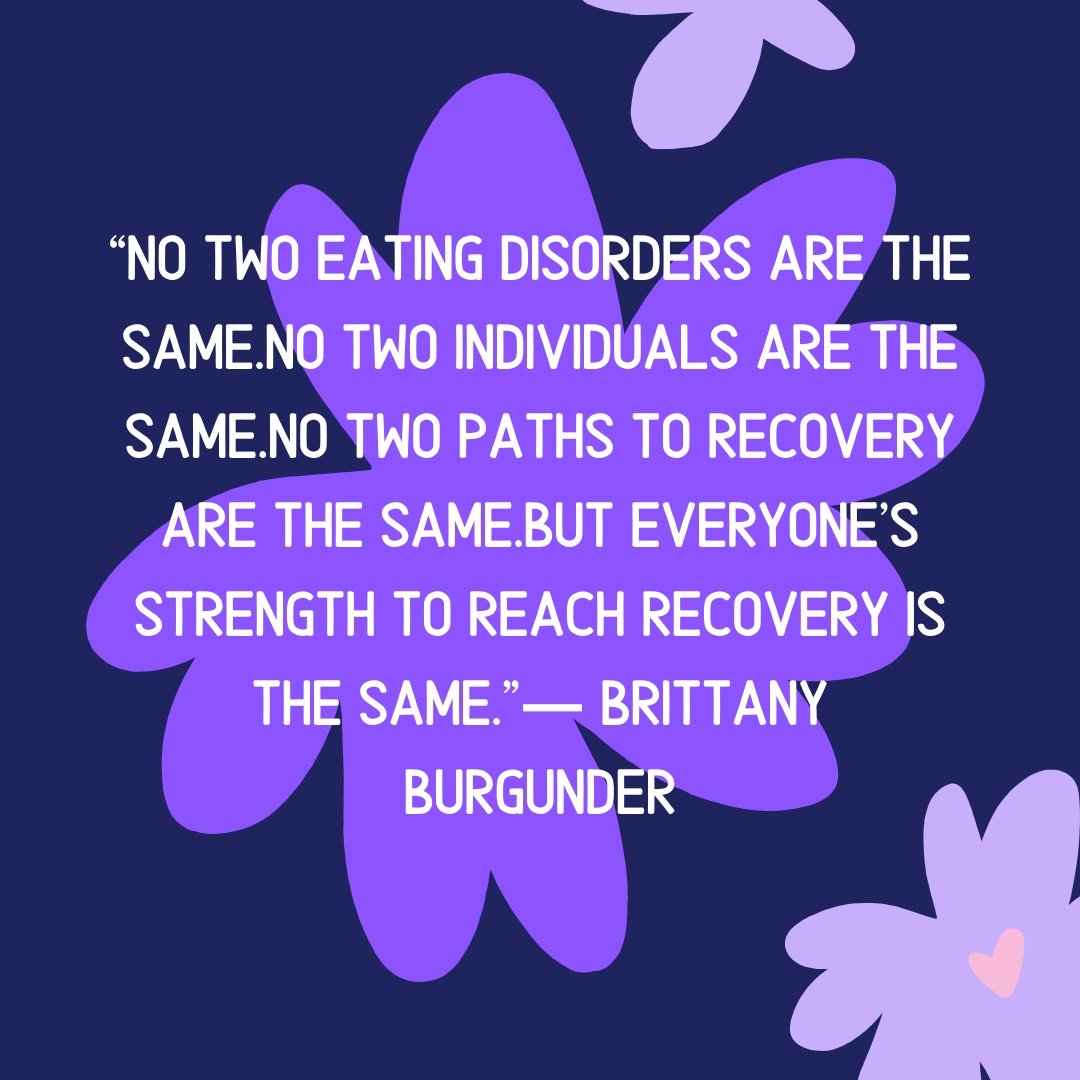 “NO TWO EATING DISORDERS ARE THE
SAME.NO TWO INDIVIDUALS ARE THE
SAME.NO TWO PATHS TO RECOVERY
ARE THE SAME.BUT EVERYONE’S
STRENGTH TO REACH RECOVERY IS
THE SAME.”— BRITTANY
BURGUNDER